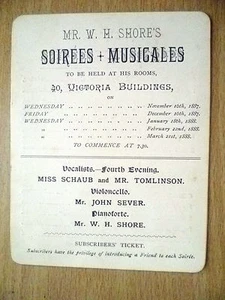 MR. W. H. SHORE'S
SOIRÉES + MUSICALES
TO BE HELD AT HIS ROOMS,
40, VICTORIA BUILDINGS,
ON
WEDNESDAY .. .. .. .. .. November 16th, 1887.
FRIDAY .. .. .. .. .. December 16th, 1887.
WEDNESDAY .. .. .. .. .. January 18th, 1888.
" .. .. .. .. .. February 22nd, 1888.
" .. .. .. .. .. March 21st, 1888.
TO COMMENCE AT 7.30.
Vocalists.—Fourth Evening.
MISS SCHAUB and MR. TOMLINSON.
Violoncello.
Mr. JOHN SEVER.
Pianoforte.
Mr. W. H. SHORE.
SUBSCRIBERS' TICKET.
Subscribers have the privilege of introducing a Friend to each Soirée.